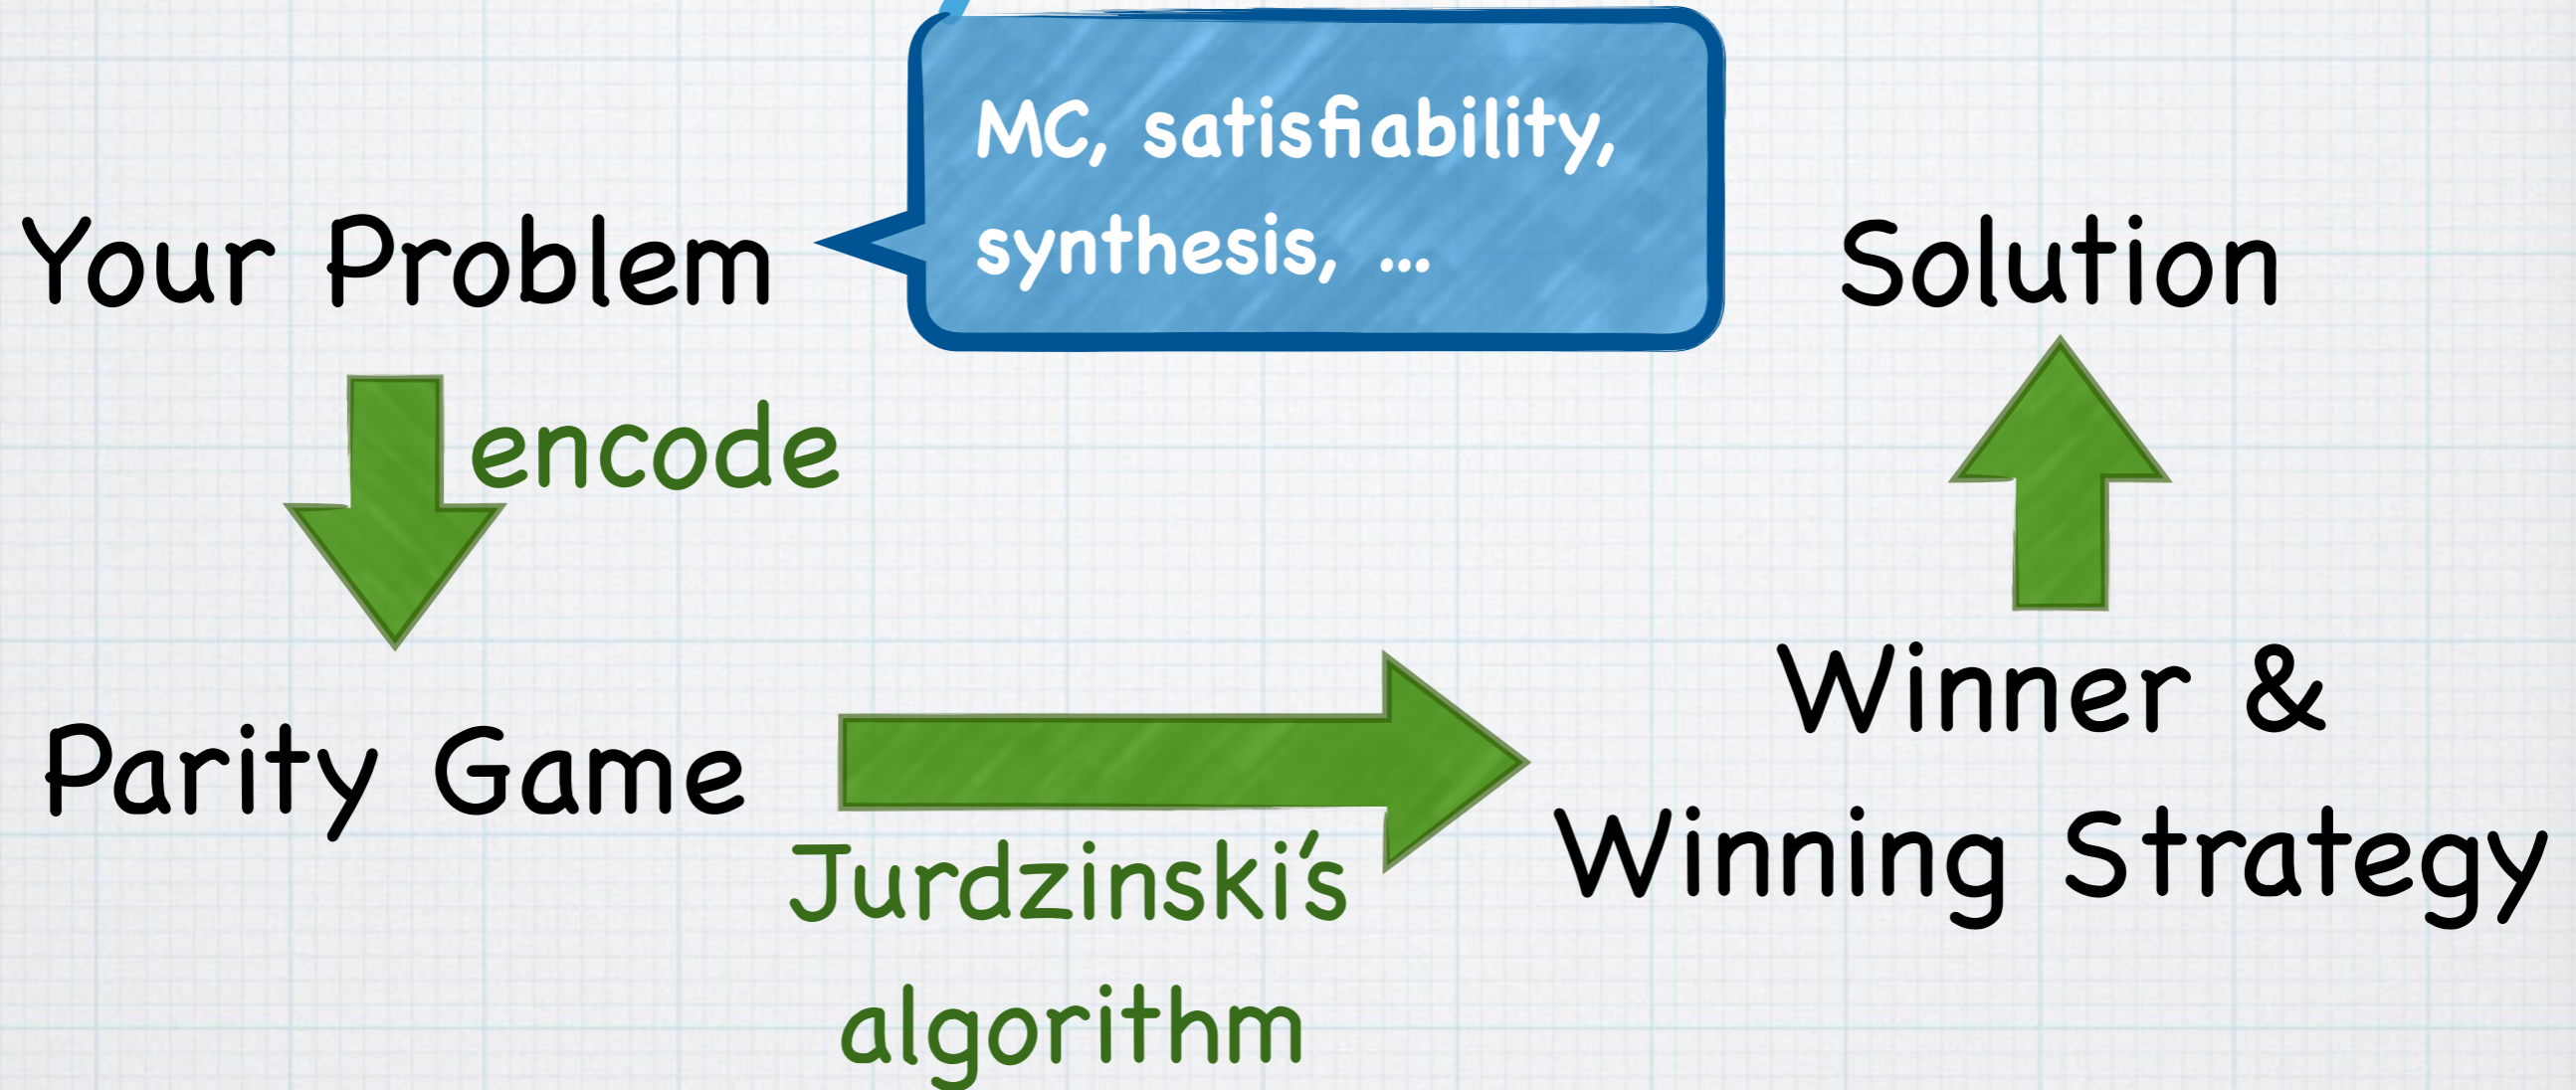 MC, satisfiability,
synthesis, ...
Your Problem
Solution
encode
Parity Game
Winner &
Winning Strategy
Jurdzinski's
algorithm